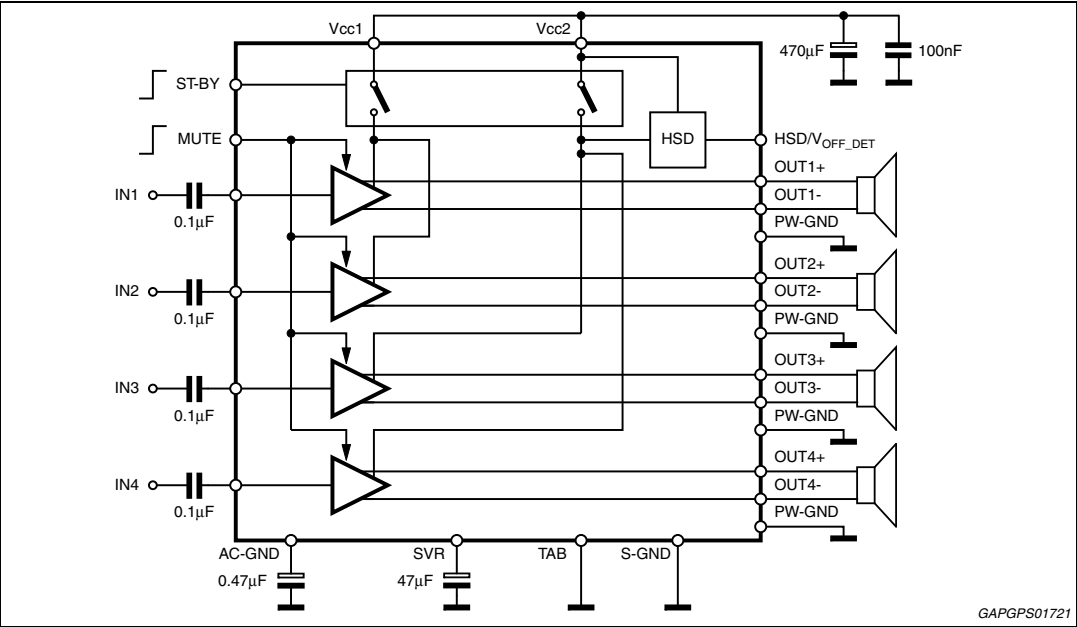 Vcc1
Vcc2
470µF
100nF
ST-BY
MUTE
HSD
HSD/VOFF_DET
OUT1+
IN1
0.1µF
OUT1-
PW-GND
OUT2+
IN2
0.1µF
OUT2-
PW-GND
OUT3+
IN3
0.1µF
OUT3-
PW-GND
OUT4+
IN4
0.1µF
OUT4-
PW-GND
AC-GND
SVR
TAB
S-GND
0.47µF
47µF
GAPGPS01721